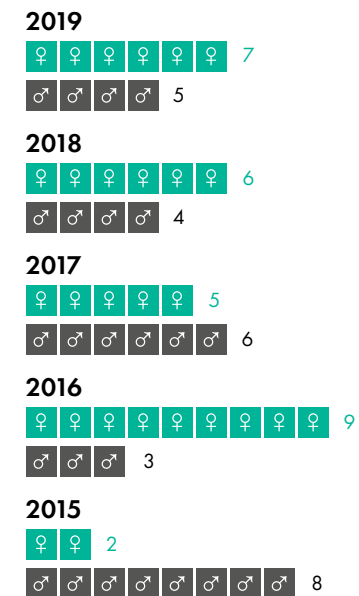 2019
♀ ♀ ♀ ♀ ♀ ♀ 7
♂ ♂ ♂ ♂ 5
2018
♀ ♀ ♀ ♀ ♀ ♀ 6
♂ ♂ ♂ ♂ 4
2017
♀ ♀ ♀ ♀ ♀ 5
♂ ♂ ♂ ♂ ♂ ♂ 6
2016
♀ ♀ ♀ ♀ ♀ ♀ ♀ ♀ ♀ 9
♂ ♂ ♂ 3
2015
♀ ♀ 2
♂ ♂ ♂ ♂ ♂ ♂ ♂ ♂ 8